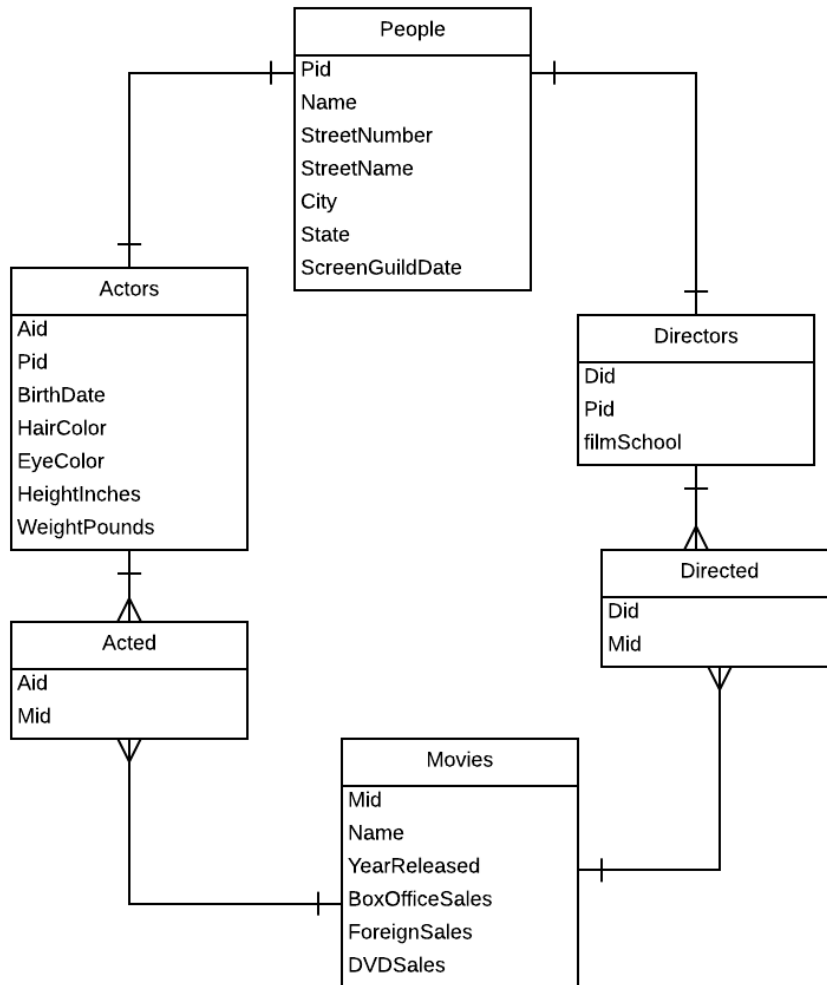 People
Pid
Name
StreetNumber
StreetName
City
State
ScreenGuildDate
Actors
Aid
Pid
BirthDate
HairColor
EyeColor
HeightInches
WeightPounds
Directors
Did
Pid
filmSchool
Acted
Aid
Mid
Directed
Did
Mid
Movies
Mid
Name
YearReleased
BoxOfficeSales
ForeignSales
DVDSales